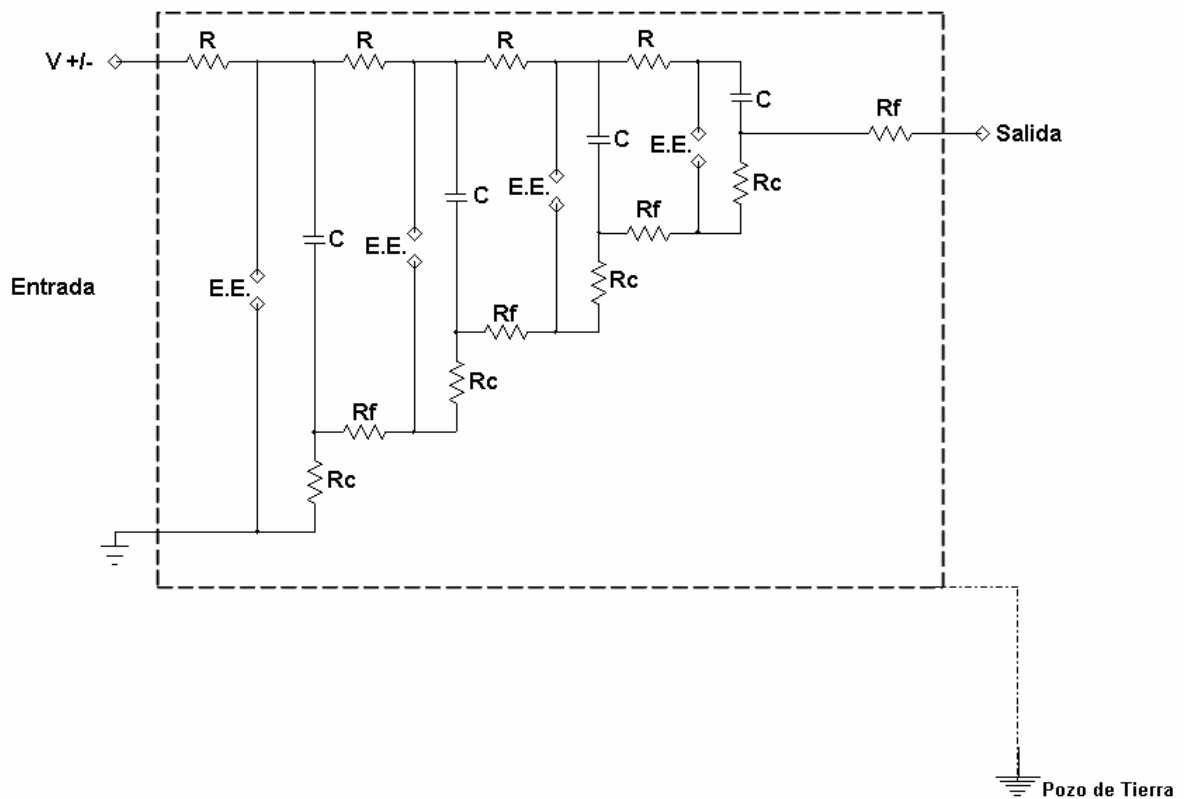 R R R R
V +/-
C
Rf
Salida
C
E.E.
Rc
E.E.
C
Rf
C
E.E.
Rc
Entrada
E.E.
Rf
Rc
Rf
Rc
Pozo de Tierra